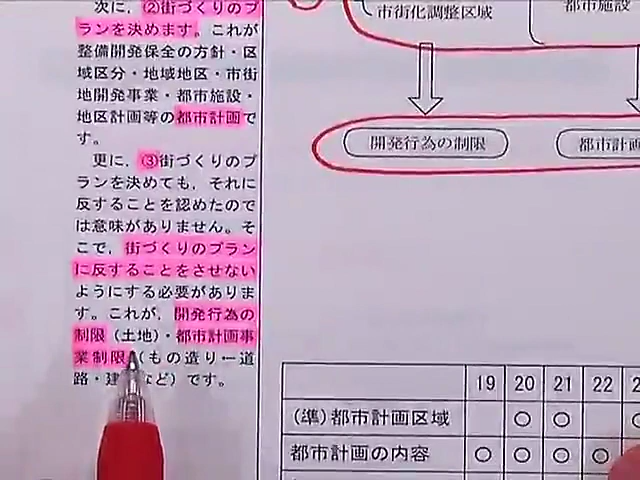 次に，②街づくりのプ
ランを決めます。これが
整備開発保全の方針・区
域区分・地域地区・市街
地開発事業・都市施設・
地区計画等の都市計画で
す。
更に，③街づくりのプ
ランを決めても，それに
反することを認めたので
は意味がありません。そ
こで，街づくりのプラン
に反することをさせない
ようにする必要がありま
す。これが，開発行為の
制限（土地）・都市計画事
業制限（もの造り―道
路・建など）です。
市街化調整区域
都市施設
開発行為の制限
都市計画
19 20 21 22
（準）都市計画区域 ○ ○
都市計画の内容 ○ ○ ○ ○